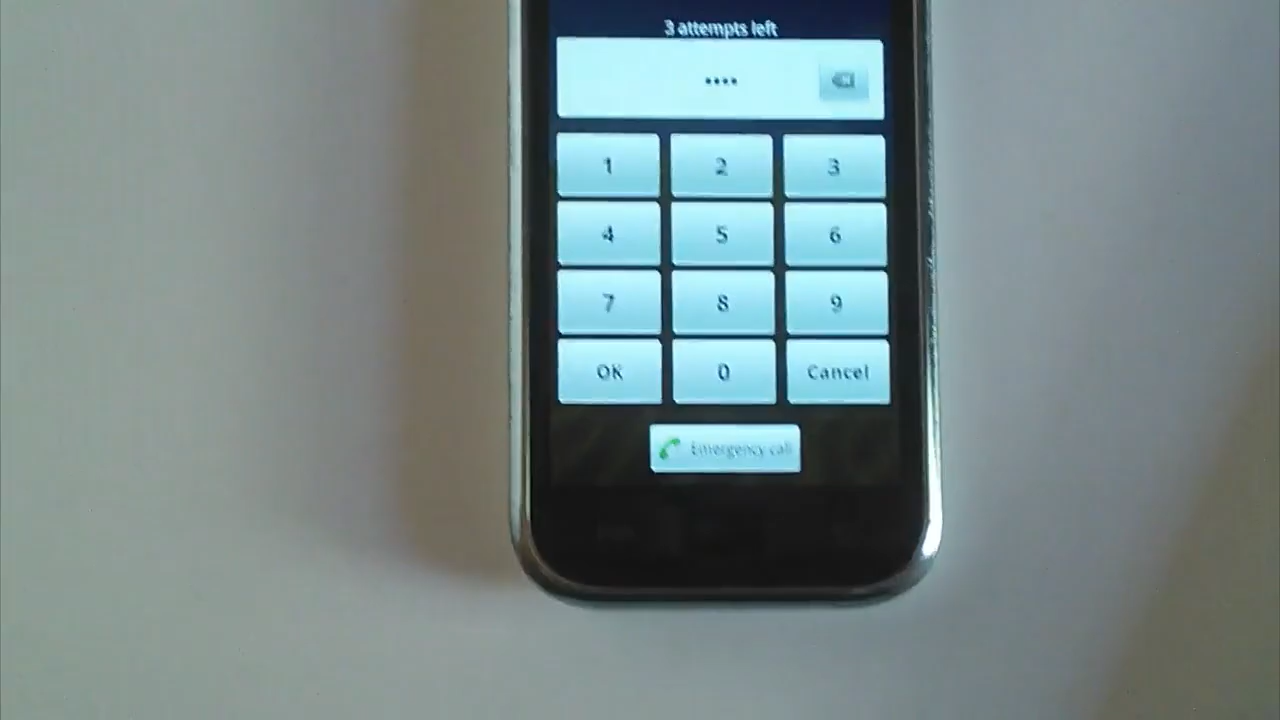 3 attempts left
••••
1 2 3
4 5 6
7 8 9
OK 0 Cancel
Emergency call